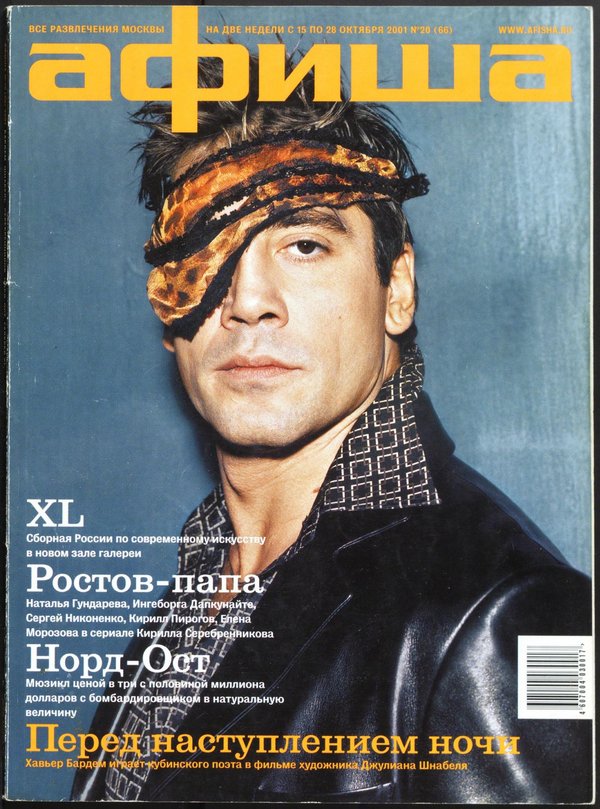 ВСЕ РАЗВЛЕЧЕНИЯ МОСКВЫ НА ДВЕ НЕДЕЛИ С 15 ПО 28 ОКТЯБРЯ 2001 №20 (66) WWW.AFISHA.RU
афиша
XL
Сборная России по современному искусству
в новом зале галереи
Ростов-папа
Наталья Гундарева, Ингеборга Дапкунайте,
Сергей Никоненко, Кирилл Пирогов, Елена
Морозова в сериале Кирилла Серебренникова
Норд-Ост
Мюзикл ценой в три с половиной миллиона
долларов с бомбардировщиком в натуральную
величину
4 607004 030017
Перед наступлением ночи
Хавьер Бардем играет кубинского поэта в фильме художника Джулиана Шнабеля